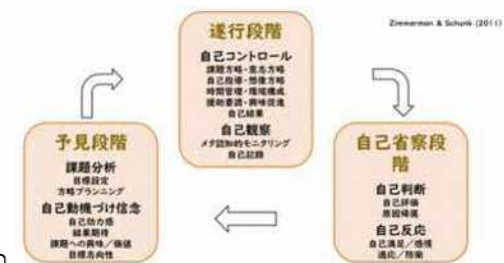 Zimmerman & Schunk (2011)
遂行段階
自己コントロール
課題方略・意志方略
自己指導・想像方略
時間管理・環境構成
援助要請・興味促進
自己結果
自己観察
メタ認知的モニタリング
自己記録
予見段階
課題分析
目標設定
方略プランニング
自己動機づけ信念
自己効力感
結果期待
課題への興味/価値
目標志向性
自己省察段
階
自己判断
自己評価
原因帰属
自己反応
自己満足/感情
適応/防衛